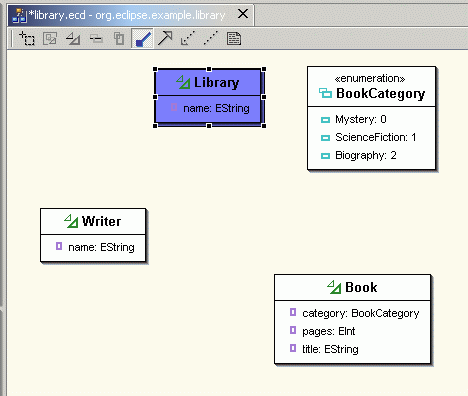 *library.ecd - org.eclipse.example.library
Library
name: EString
«enumeration»
BookCategory
Mystery: 0
ScienceFiction: 1
Biography: 2
Writer
name: EString
Book
category: BookCategory
pages: EInt
title: EString